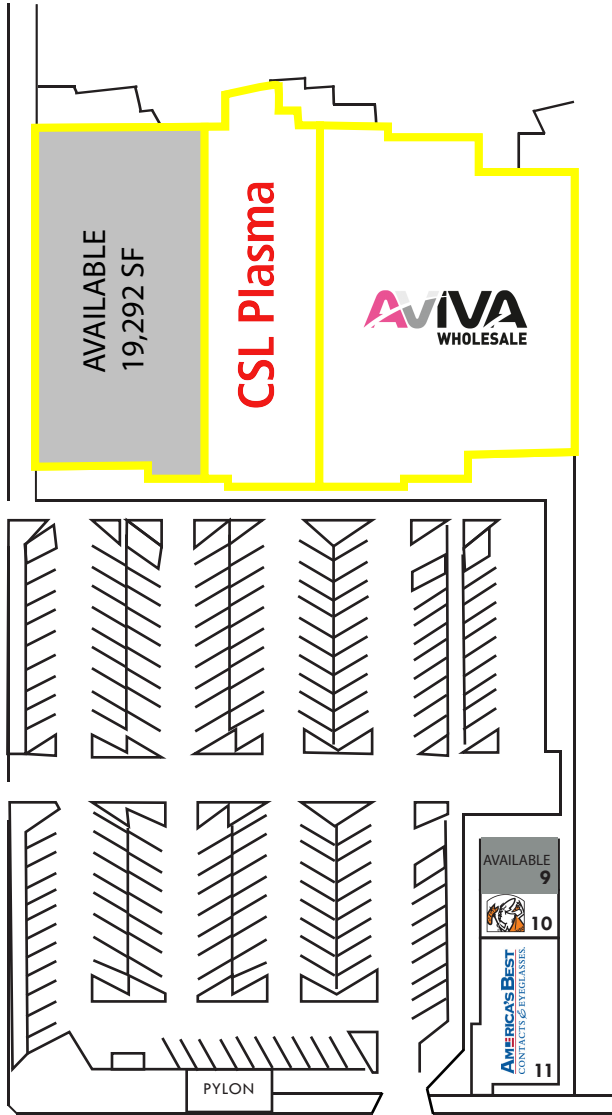 AVAILABLE
19,292 SF
CSL Plasma
AVIVA
WHOLESALE
AVAILABLE
9
10
AMERICA'S BEST
CONTACTS & EYEGLASSES.
11
PYLON